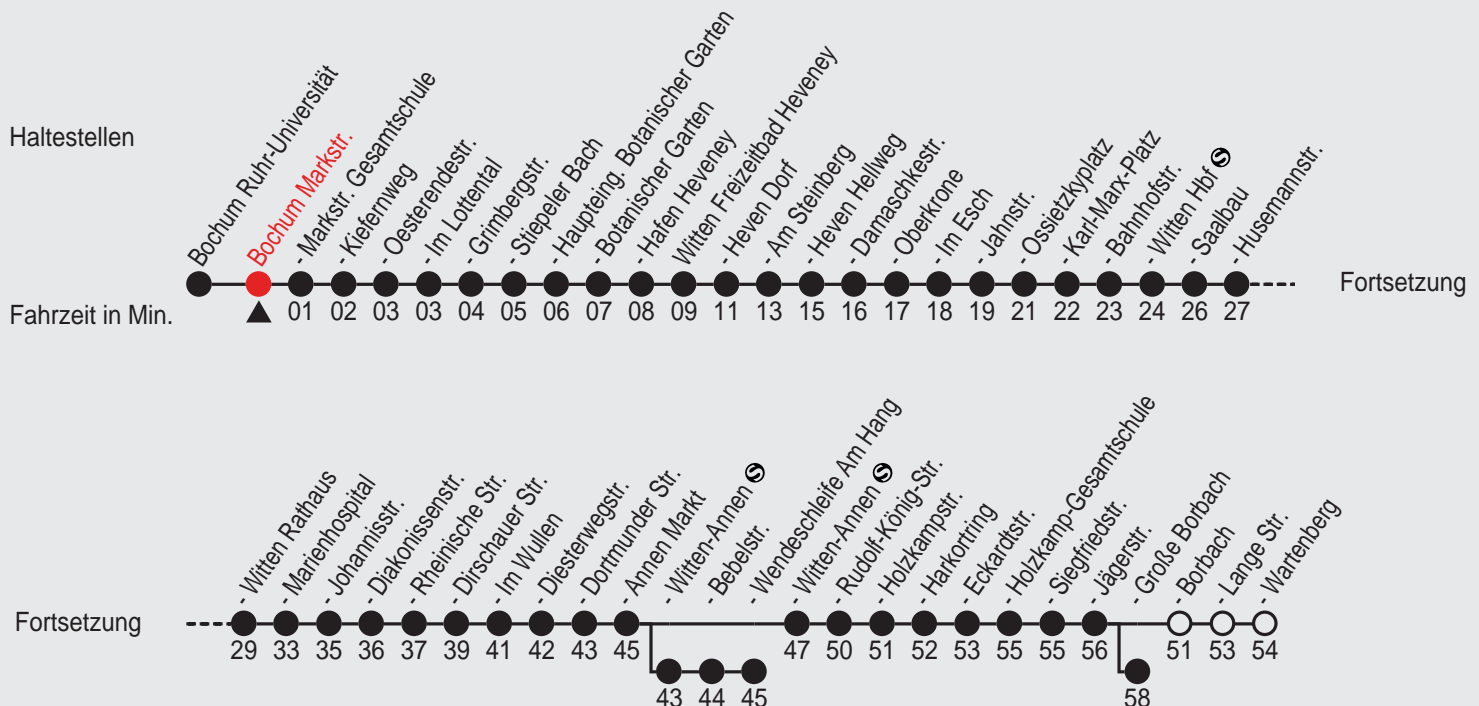 Haltestellen
Bochum Ruhr-Universität
Bochum Markstr.
- Markstr. Gesamtschule
- Kiefernweg
- Oesterendestr.
- Im Lottental
- Grimbergstr.
- Stiepeler Bach
- Haupteing. Botanischer Garten
- Botanischer Garten
- Hafen Heveney
Witten Freizeitbad Heveney
- Heven Dorf
- Am Steinberg
- Heven Hellweg
- Damaschkestr.
- Oberkrone
- Im Esch
- Jahnstr.
- Ossietzkyplatz
- Karl-Marx-Platz
- Bahnhofstr.
- Witten Hbf S
- Saalbau
- Husemannstr.
Fortsetzung
Fahrzeit in Min.
01 02 03 03 04 05 06 07 08 09 11 13 15 16 17 18 19 21 22 23 24 26 27
- Witten Rathaus
- Marienhospital
- Johannisstr.
- Diakonissenstr.
- Rheinische Str.
- Dirschauer Str.
- Im Wullen
- Diesterwegstr.
- Dortmunder Str.
- Annen Markt
- Witten-Annen S
- Bebelstr.
- Wendeschleife Am Hang
- Witten-Annen S
- Rudolf-König-Str.
- Holzkampstr.
- Harkortring
- Eckardtstr.
- Holzkamp-Gesamtschule
- Siegfriedstr.
- Jägerstr.
- Große Borbach
- Borbach
- Lange Str.
- Wartenberg
Fortsetzung
29 33 35 36 37 39 41 42 43 45 47 50 51 52 53 55 55 56 51 53 54
43 44 45 58